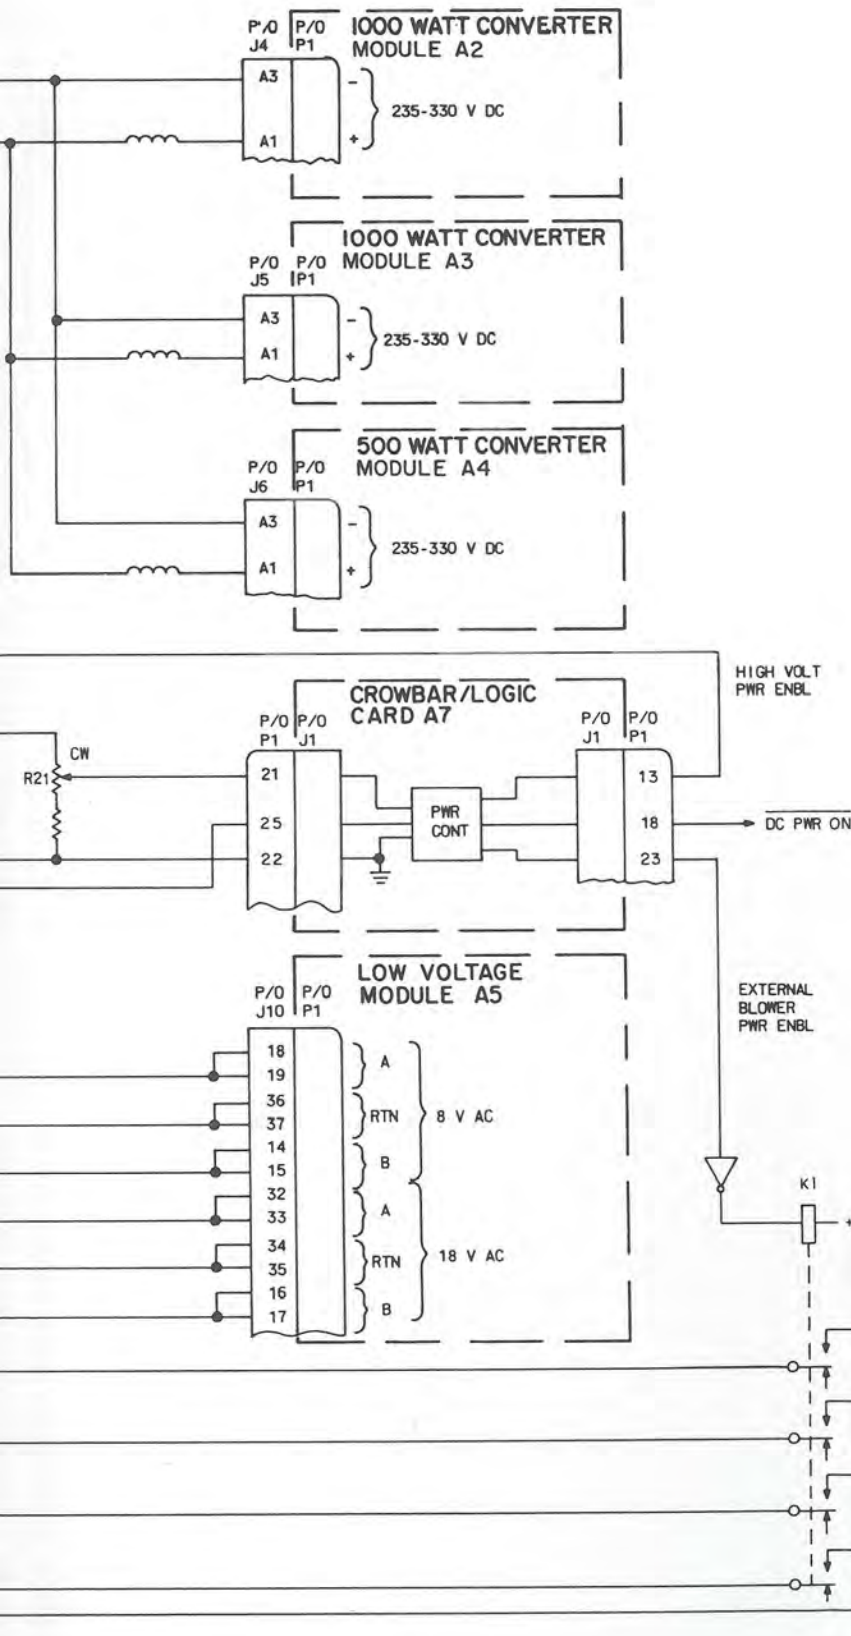 P/O P/O 1000 WATT CONVERTER
J4 P1 MODULE A2
A3 -
235-330 V DC
A1 +
1000 WATT CONVERTER
P/O P/O MODULE A3
J5 P1
A3 -
235-330 V DC
A1 +
500 WATT CONVERTER
P/O P/O MODULE A4
J6 P1
A3 -
235-330 V DC
A1 +
HIGH VOLT
PWR ENBL
CROWBAR/LOGIC
CARD A7
P/O P/O
P1 J1
P/O P/O
J1 P1
CW
R21
21
25
22
PWR
CONT
13
18
23
DC PWR ON
LOW VOLTAGE
MODULE A5
P/O P/O
J10 P1
EXTERNAL
BLOWER
PWR ENBL
18
19
A
36
37
RTN
8 V AC
14
15
B
32
33
A
34
35
RTN
18 V AC
16
17
B
K1
+